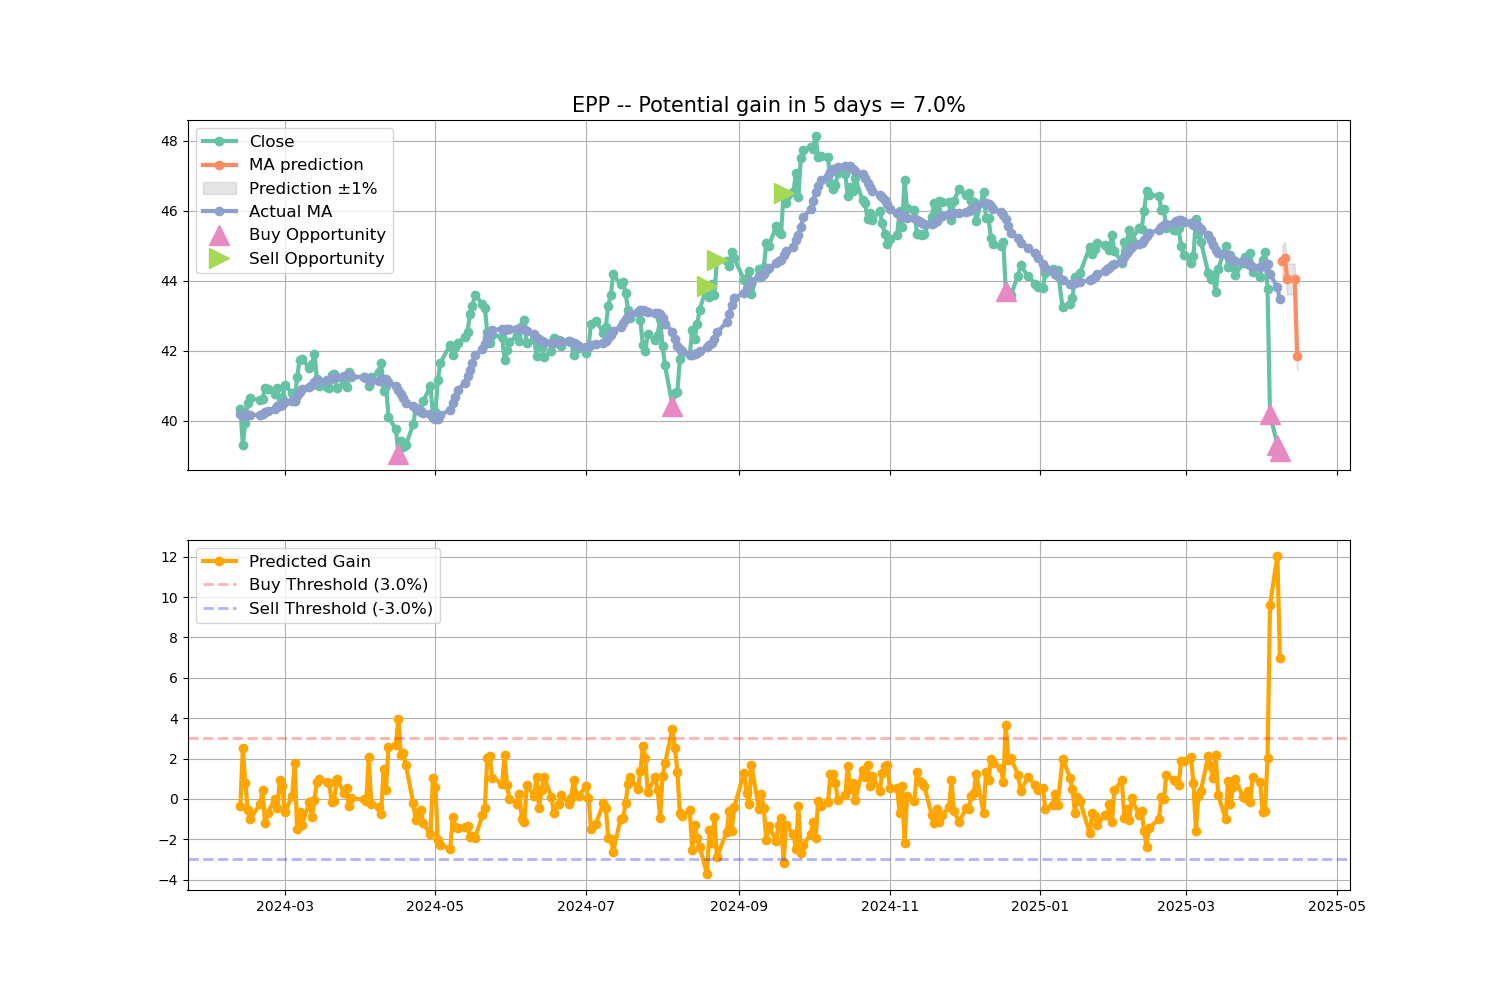 EPP -- Potential gain in 5 days = 7.0%
48
46
44
42
40
Close
MA prediction
Prediction ±1%
Actual MA
Buy Opportunity
Sell Opportunity
12
10
8
6
4
2
0
−2
−4
Predicted Gain
Buy Threshold (3.0%)
Sell Threshold (-3.0%)
2024-03
2024-05
2024-07
2024-09
2024-11
2025-01
2025-03
2025-05